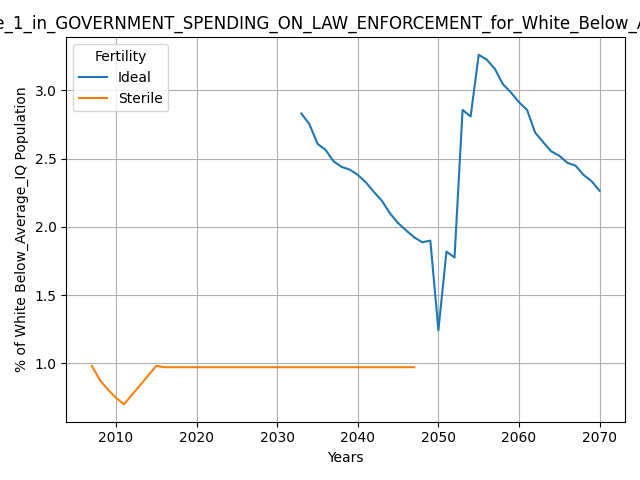 e_1_in_GOVERNMENT_SPENDING_ON_LAW_ENFORCEMENT_for_White_Below_A
Fertility
Ideal
Sterile
% of White Below_Average_IQ Population
3.0
2.5
2.0
1.5
1.0
2010 2020 2030 2040 2050 2060 2070
Years